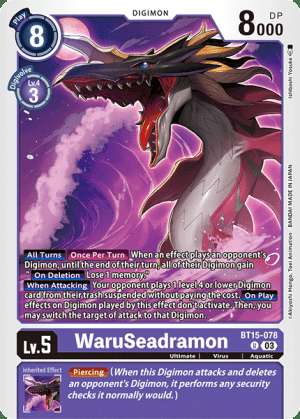 DIGIMON
Play
8
Digivolve
Lv.4
3
8000 DP
Ishibashi Yosuke
©Akiyoshi Hongo, Toei Animation ・ BANDAI MADE IN JAPAN
All Turns Once Per Turn When an effect plays an opponent's
Digimon, until the end of their turn, all of their Digimon gain
"On Deletion Lose 1 memory."
When Attacking Your opponent plays 1 level 4 or lower Digimon
card from their trash suspended without paying the cost. On Play
effects on Digimon played by this effect don't activate. Then, you
may switch the target of attack to that Digimon.
BT15-078
Lv.5 WaruSeadramon U 03
Ultimate Virus Aquatic
Inherited Effect
Piercing (When this Digimon attacks and deletes
an opponent's Digimon, it performs any security
checks it normally would.)